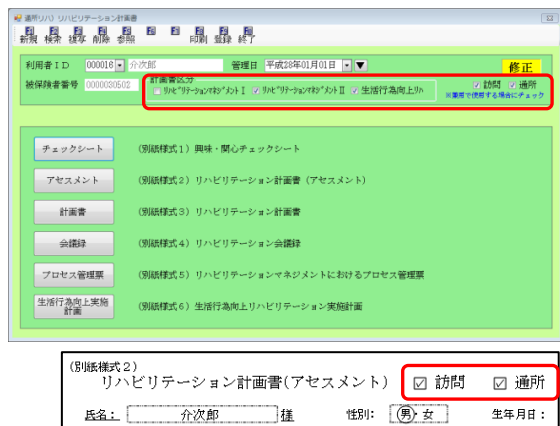 通所リハ) リハビリテーション計画書
新規 検索 複写 削除 参照 印刷 登録 終了
利用者ID 000016 介次郎 管理日 平成28年01月01日 修正
被保険者番号 0000030502 計画書区分
リハビリテーションマネジメントⅠ リハビリテーションマネジメントⅡ 生活行為向上リハ 訪問 通所
※兼用で使用する場合にチェック
チェックシート (別紙様式1) 興味・関心チェックシート
アセスメント (別紙様式2) リハビリテーション計画書 (アセスメント)
計画書 (別紙様式3) リハビリテーション計画書
会議録 (別紙様式4) リハビリテーション会議録
プロセス管理票 (別紙様式5) リハビリテーションマネジメントにおけるプロセス管理票
生活行為向上実施計画 (別紙様式6) 生活行為向上リハビリテーション実施計画
(別紙様式2)
リハビリテーション計画書(アセスメント) ☑ 訪問 ☑ 通所
氏名: 介次郎 様 性別: 男・女 生年月日: